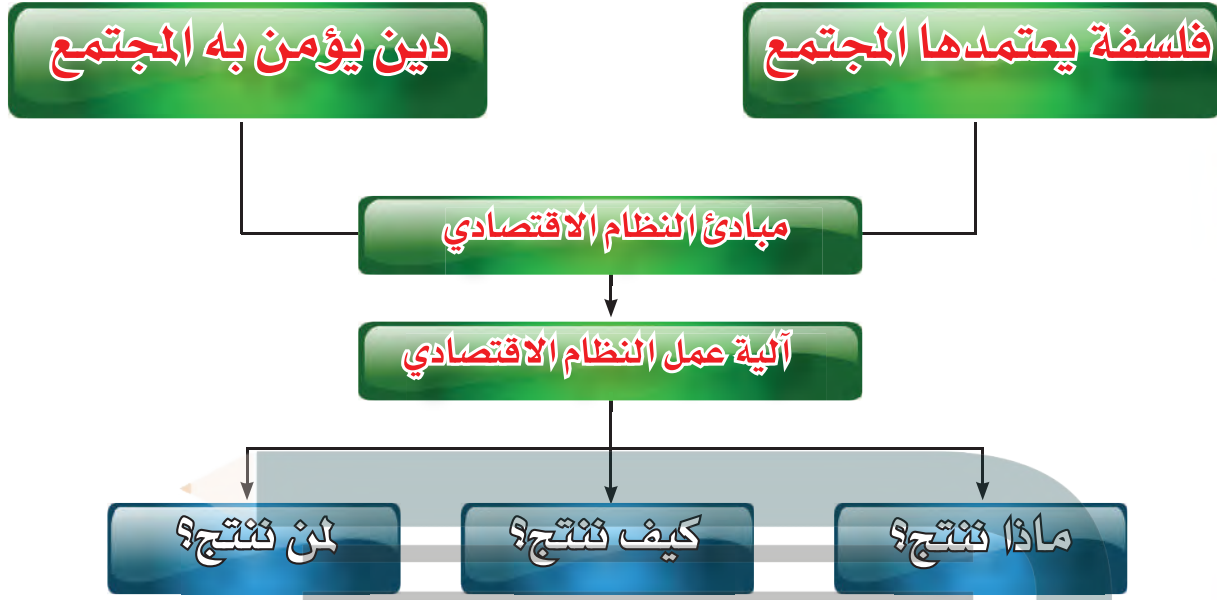 فلسفة يعتمدها المجتمع
دين يؤمن به المجتمع
مبادئ النظام الاقتصادي
آلية عمل النظام الاقتصادي
ماذا ننتج؟
كيف ننتج؟
لمن ننتج؟